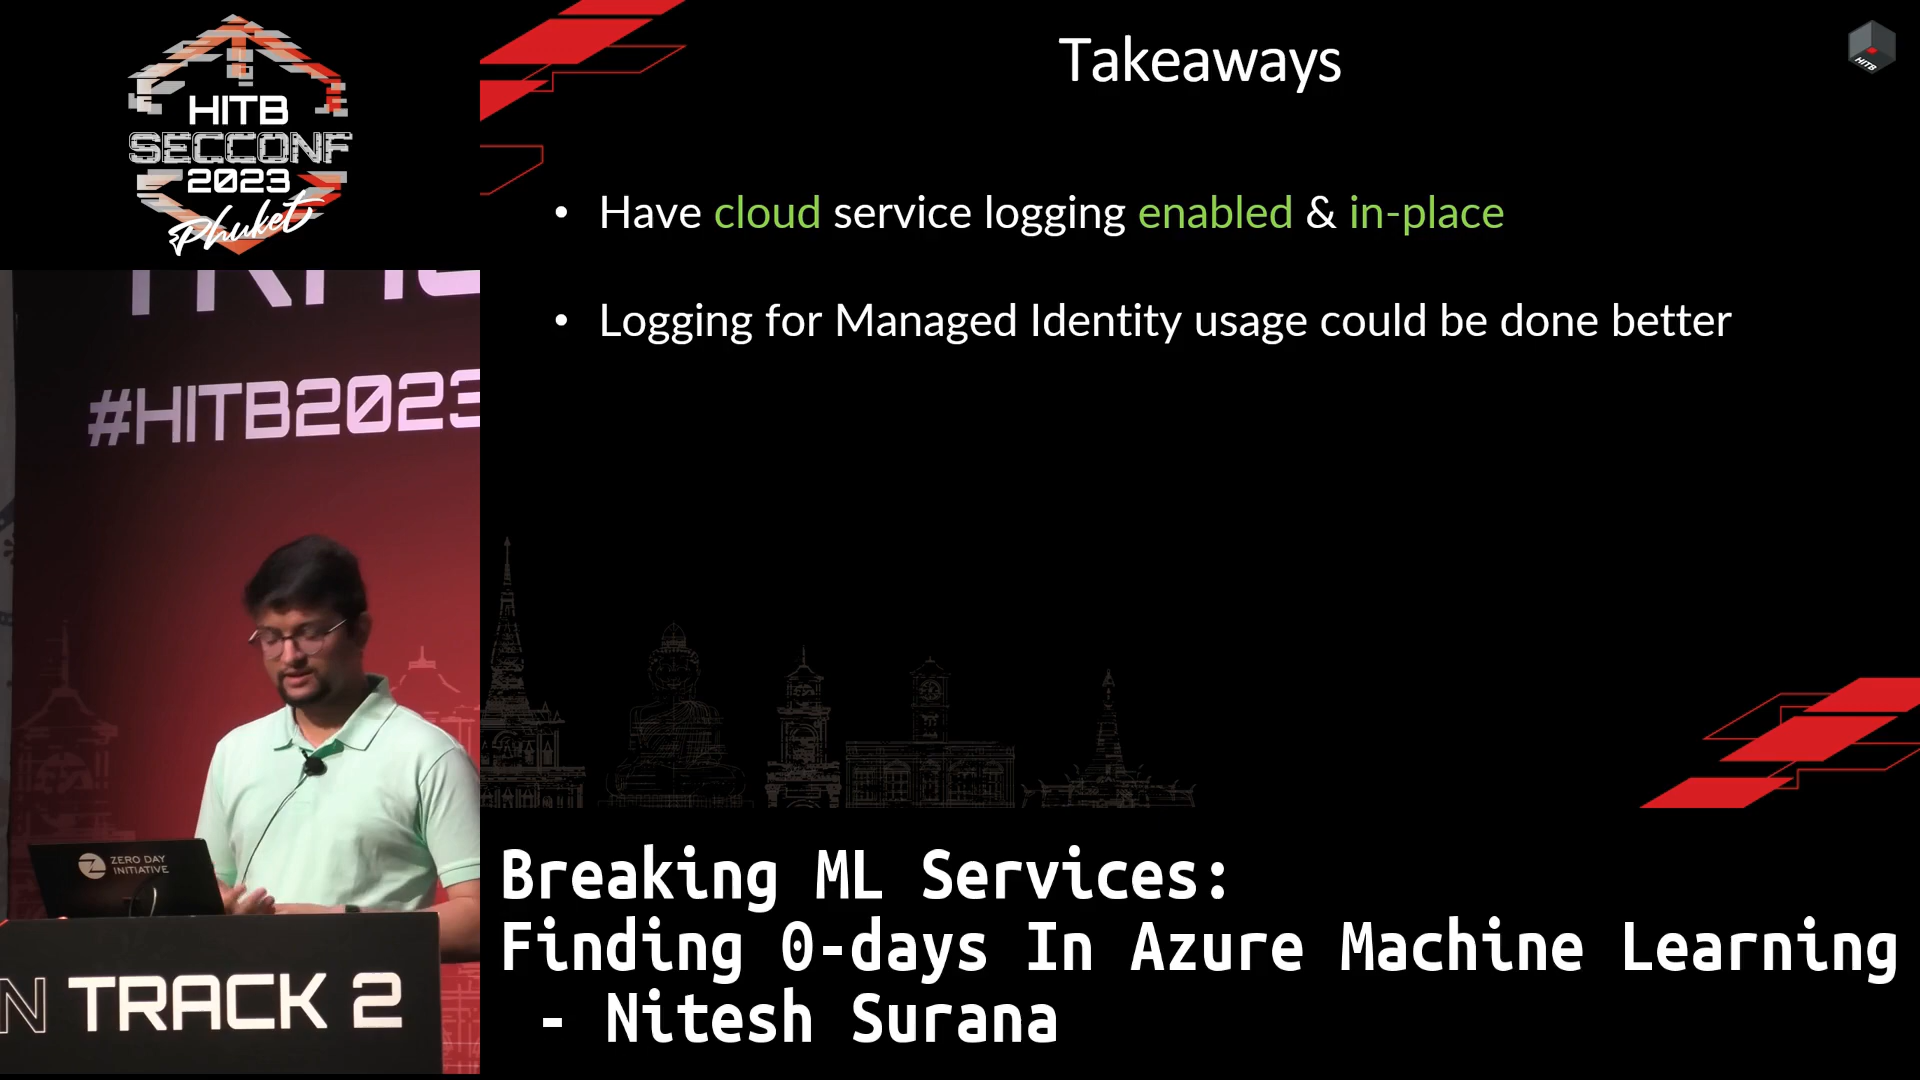 HITB
SECCONF
2023
Phuket
Takeaways
HITB
• Have cloud service logging enabled & in-place
• Logging for Managed Identity usage could be done better
#HITB2023
ZERO DAY
INITIATIVE
N TRACK 2
Breaking ML Services:
Finding 0-days In Azure Machine Learning
- Nitesh Surana